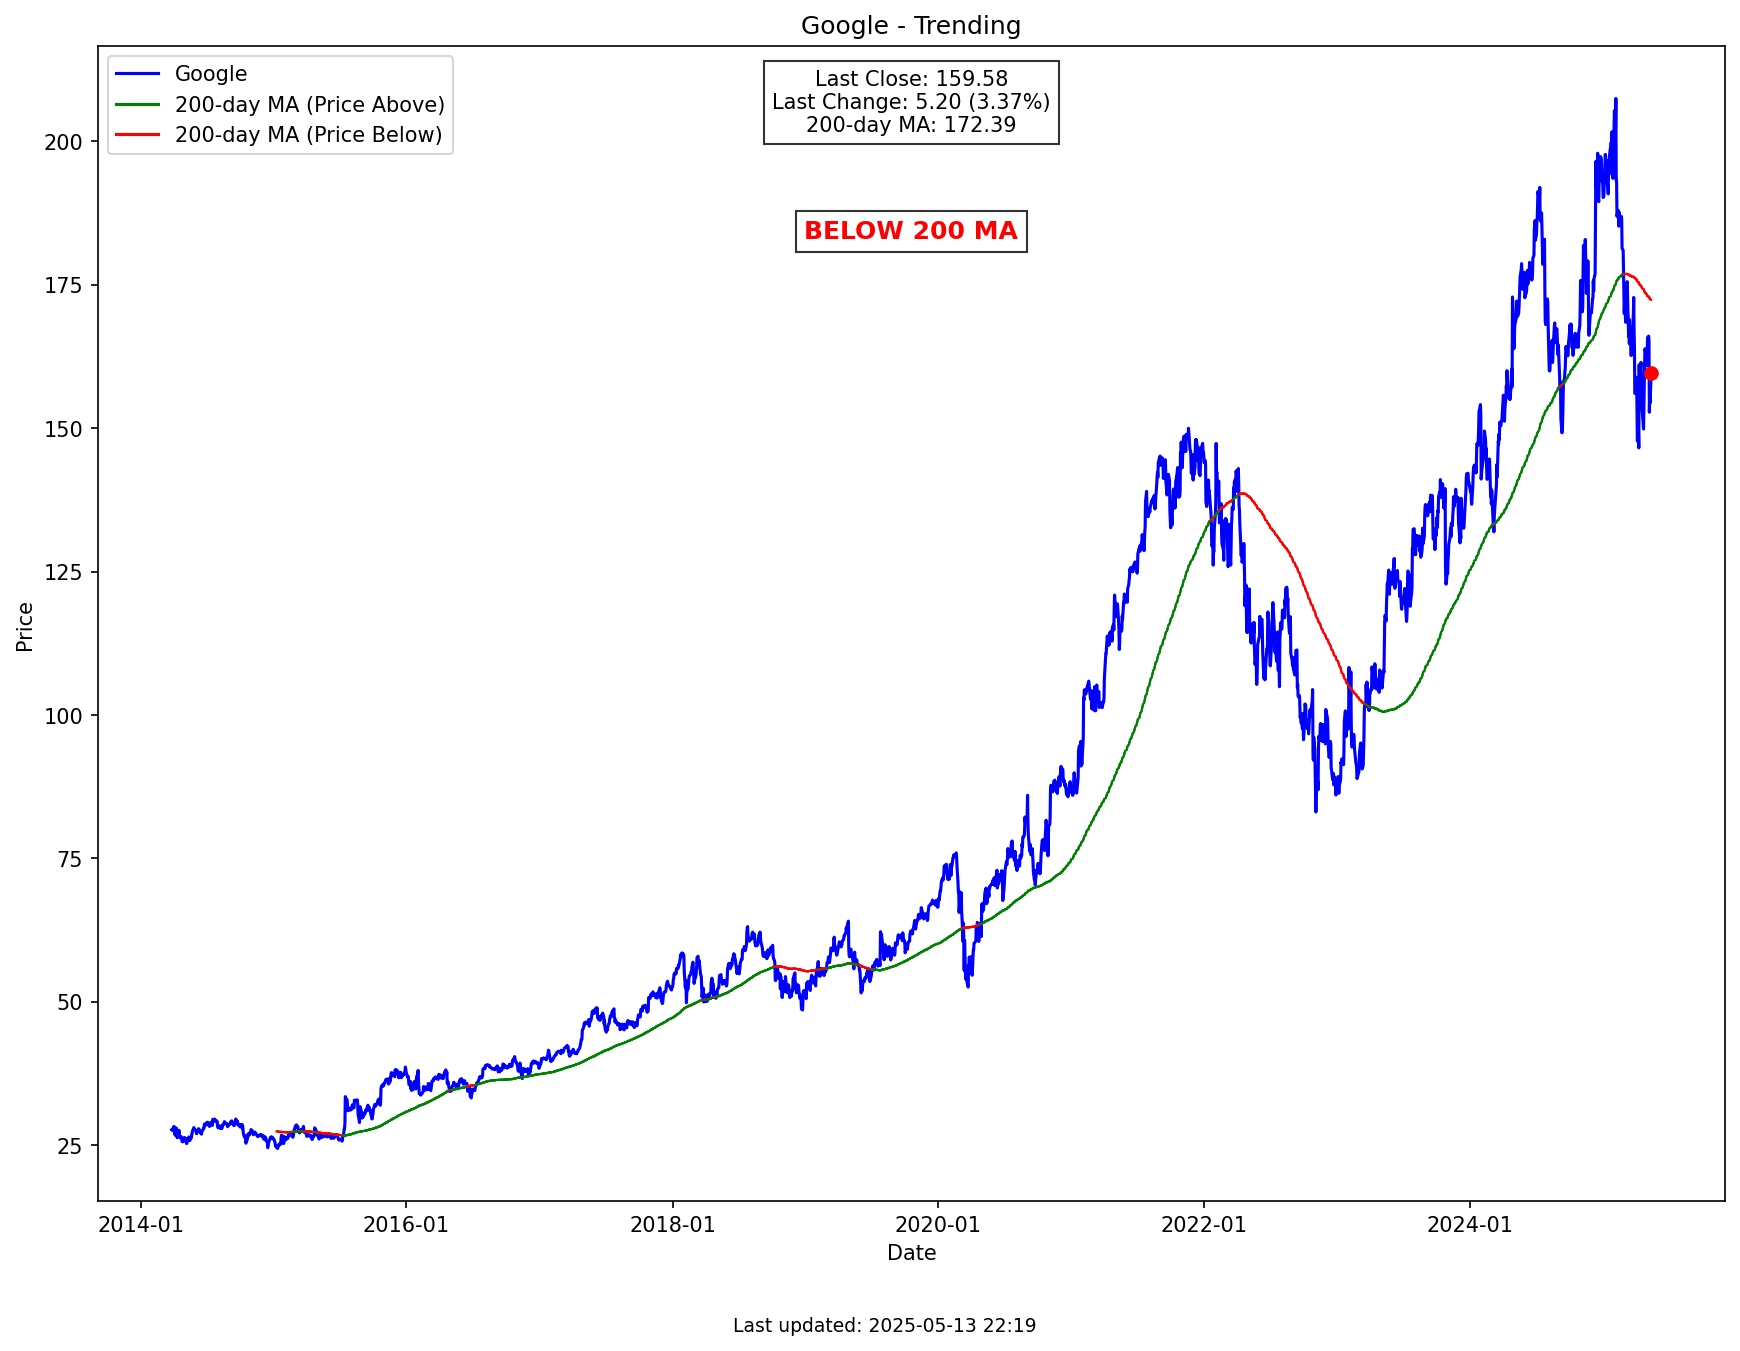 Google - Trending
Google
200-day MA (Price Above)
200-day MA (Price Below)
Last Close: 159.58
Last Change: 5.20 (3.37%)
200-day MA: 172.39
BELOW 200 MA
Price
200
175
150
125
100
75
50
25
2014-01
2016-01
2018-01
2020-01
2022-01
2024-01
Date
Last updated: 2025-05-13 22:19